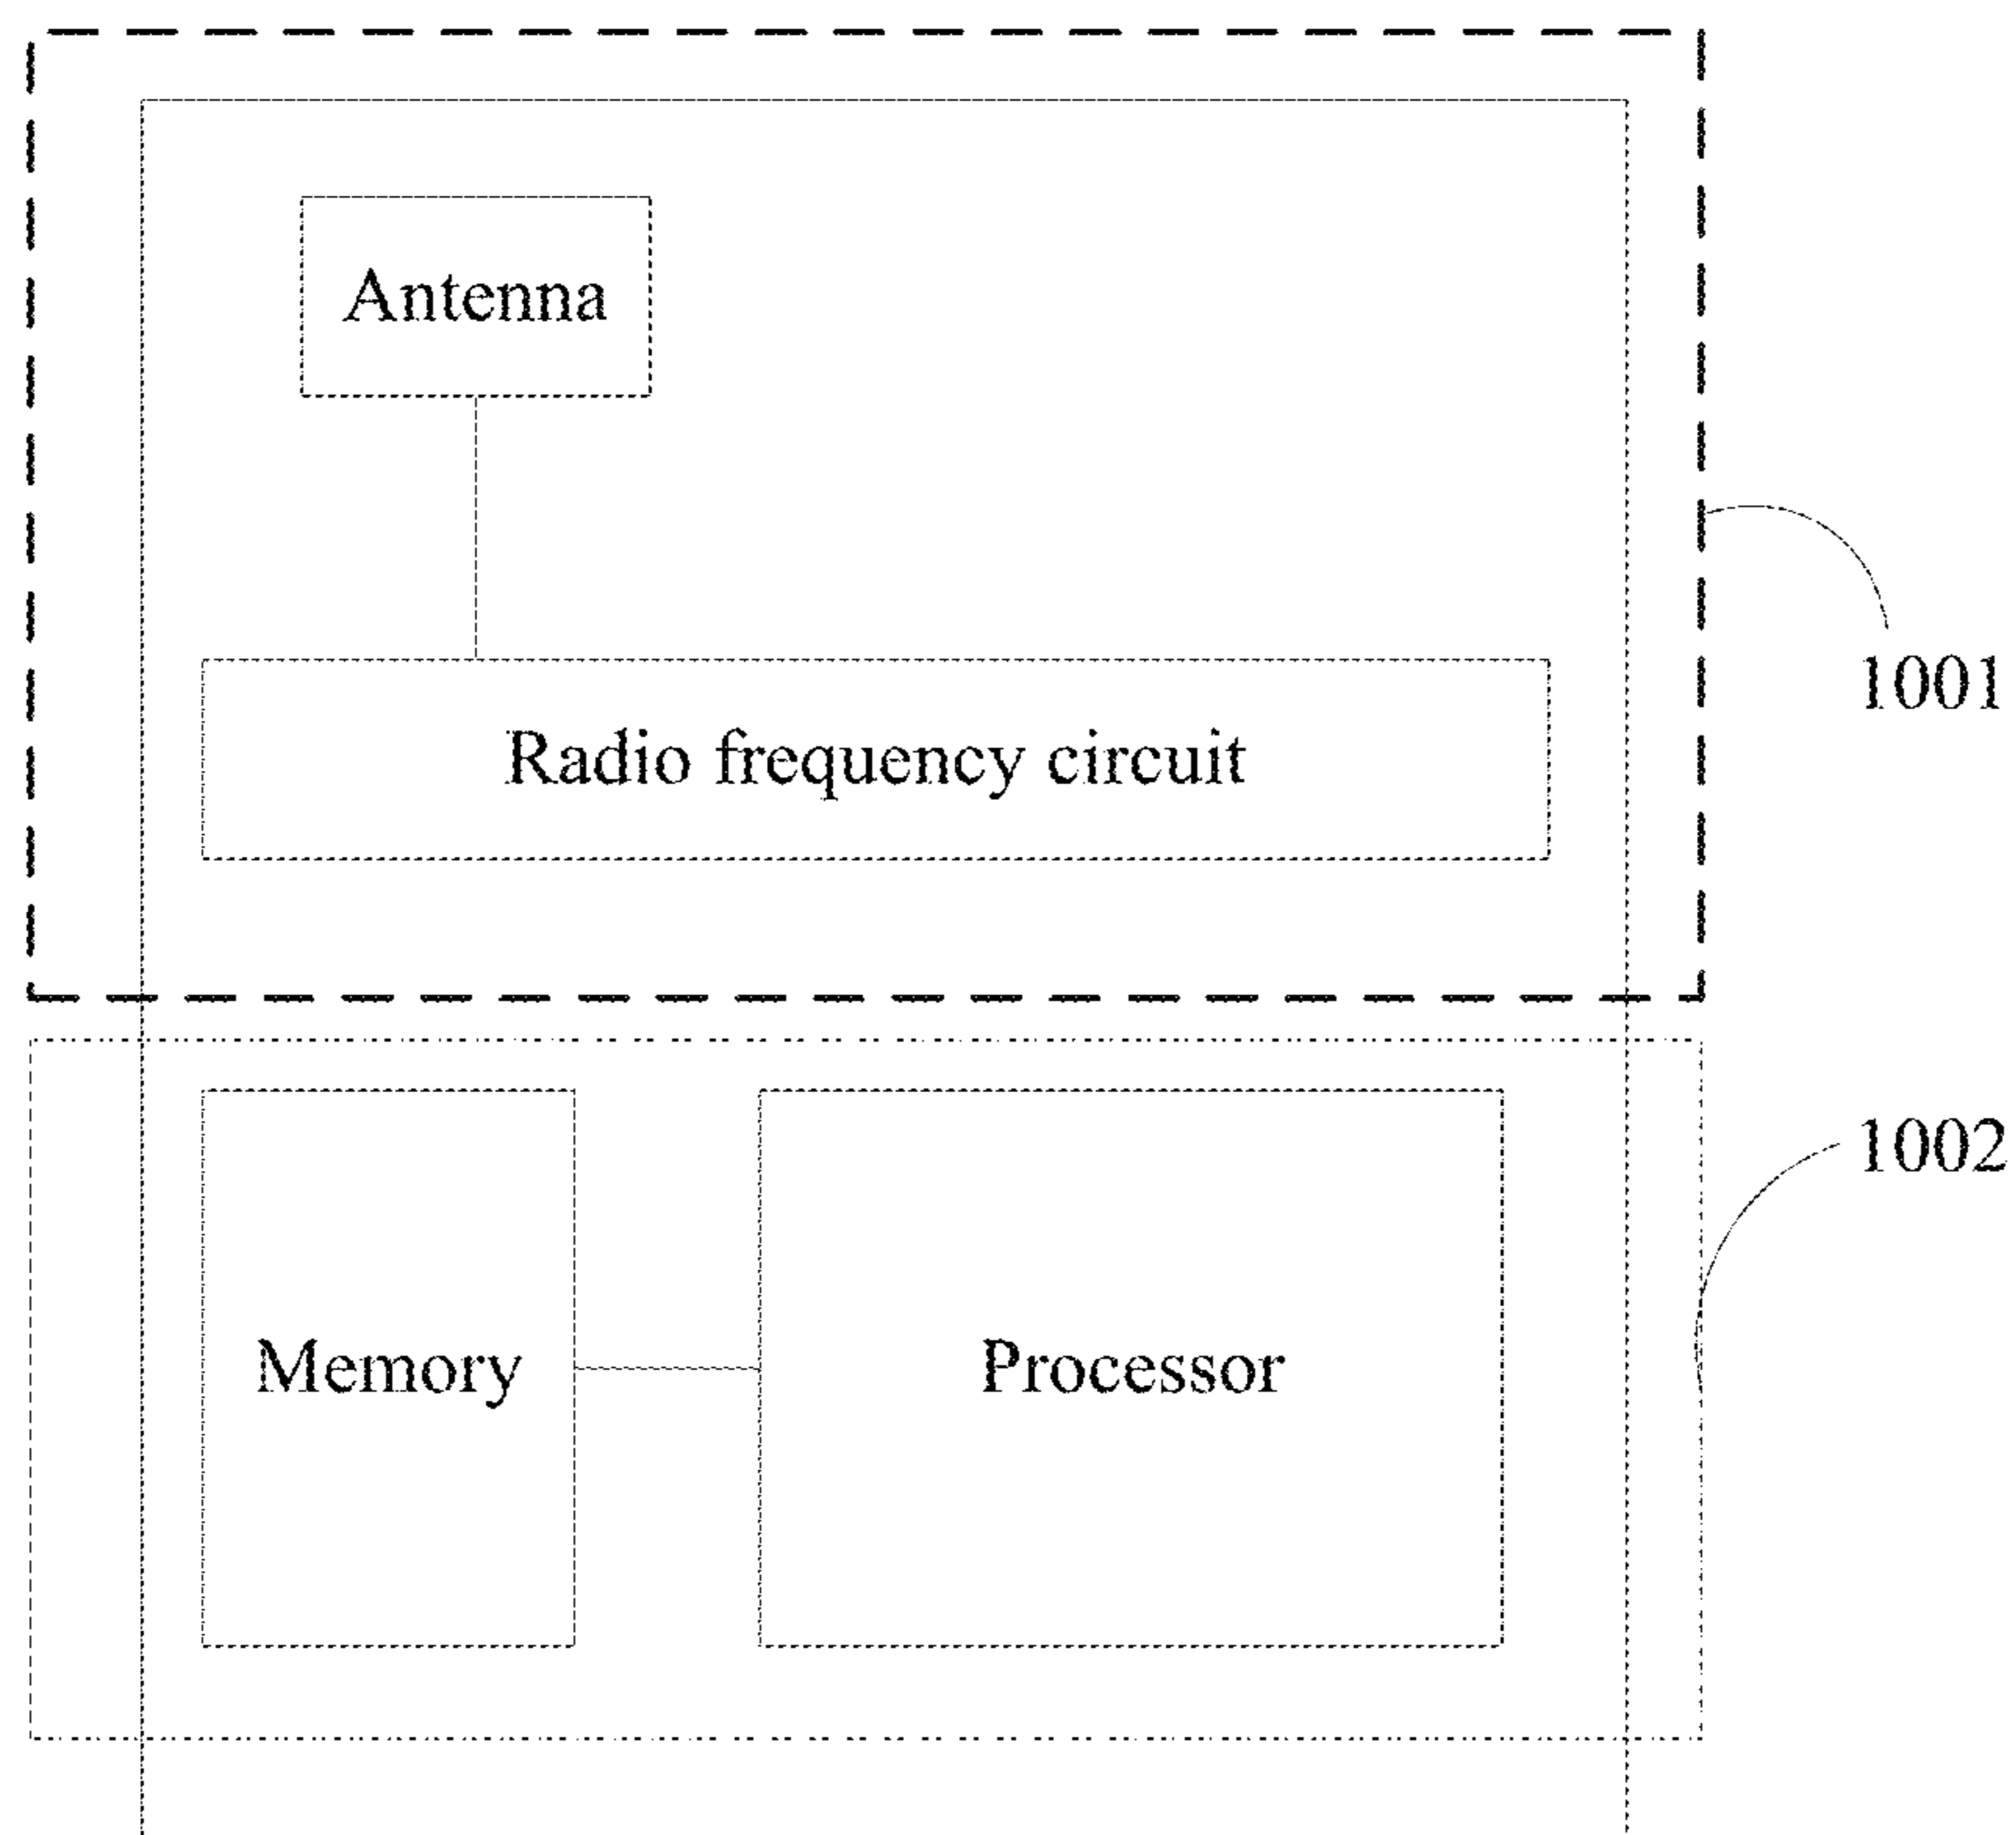 Antenna
Radio frequency circuit
1001
1002
Memory
Processor